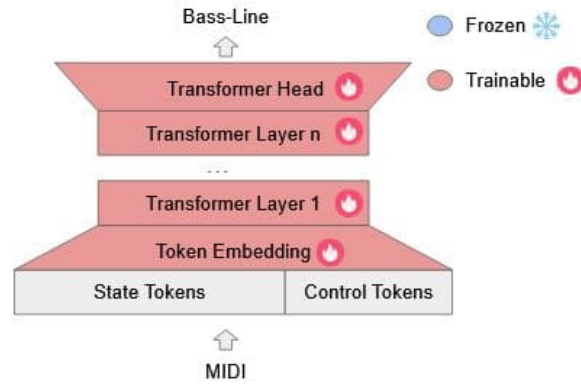 Bass-Line
Frozen
Trainable
Transformer Head
Transformer Layer n
...
Transformer Layer 1
Token Embedding
State Tokens
Control Tokens
MIDI